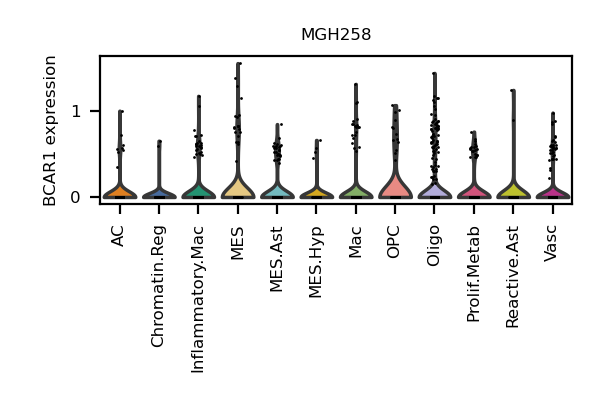 MGH258
BCAR1 expression
1
0
AC
Chromatin.Reg
Inflammatory.Mac
MES
MES.Ast
MES.Hyp
Mac
OPC
Oligo
Prolif.Metab
Reactive.Ast
Vasc